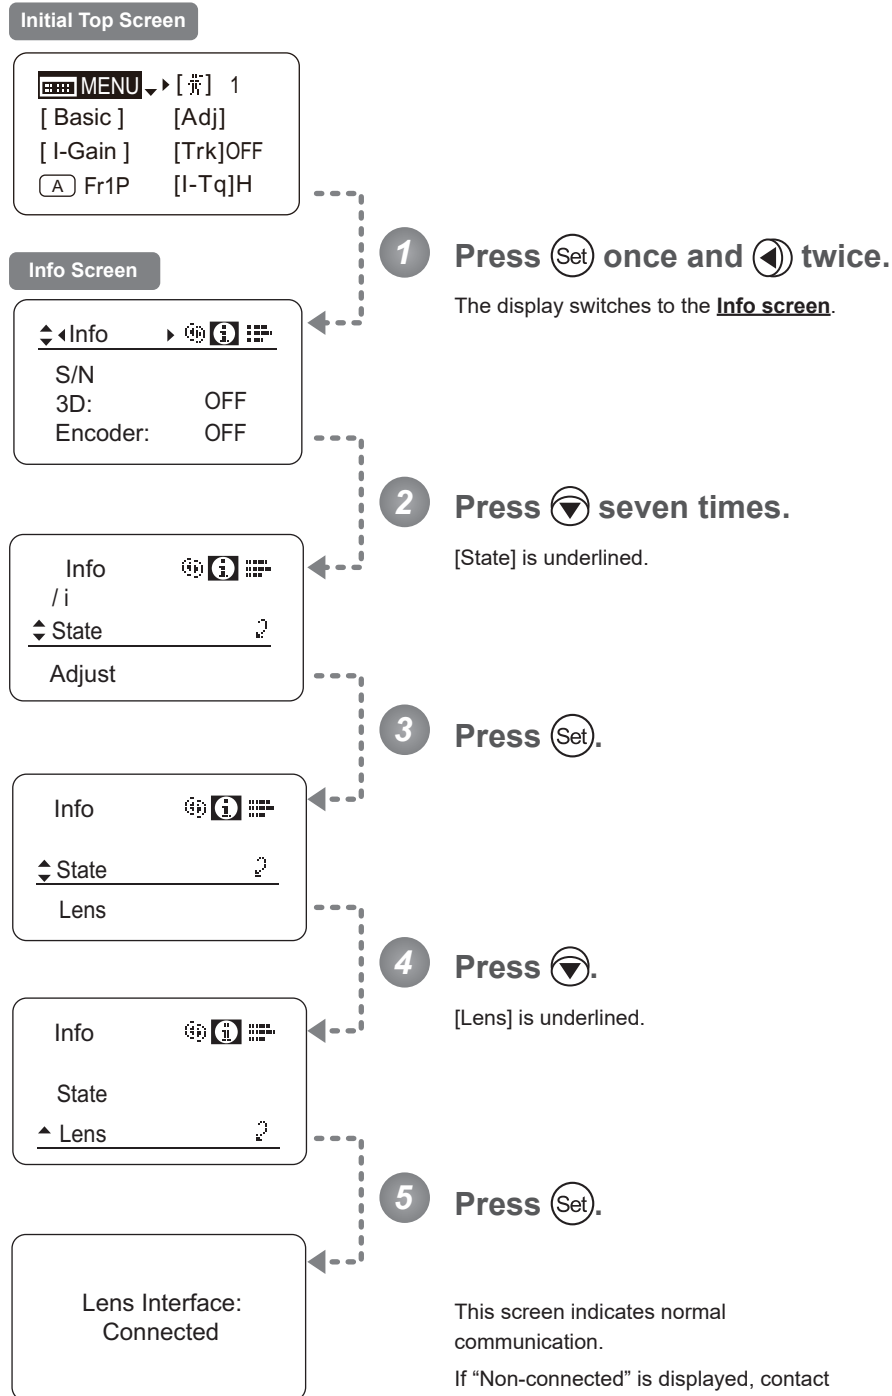 Initial Top Screen
MENU [ ] 1
[ Basic ] [Adj]
[ I-Gain ] [Trk]OFF
A Fr1P [I-Tq]H
1 Press Set once and twice.
The display switches to the Info screen.
Info Screen
Info
S/N
3D: OFF
Encoder: OFF
2 Press seven times.
[State] is underlined.
Info
/ i
State
Adjust
3 Press Set.
Info
State
Lens
4 Press .
[Lens] is underlined.
Info
State
Lens
5 Press Set.
Lens Interface:
Connected
This screen indicates normal
communication.
If “Non-connected” is displayed, contact